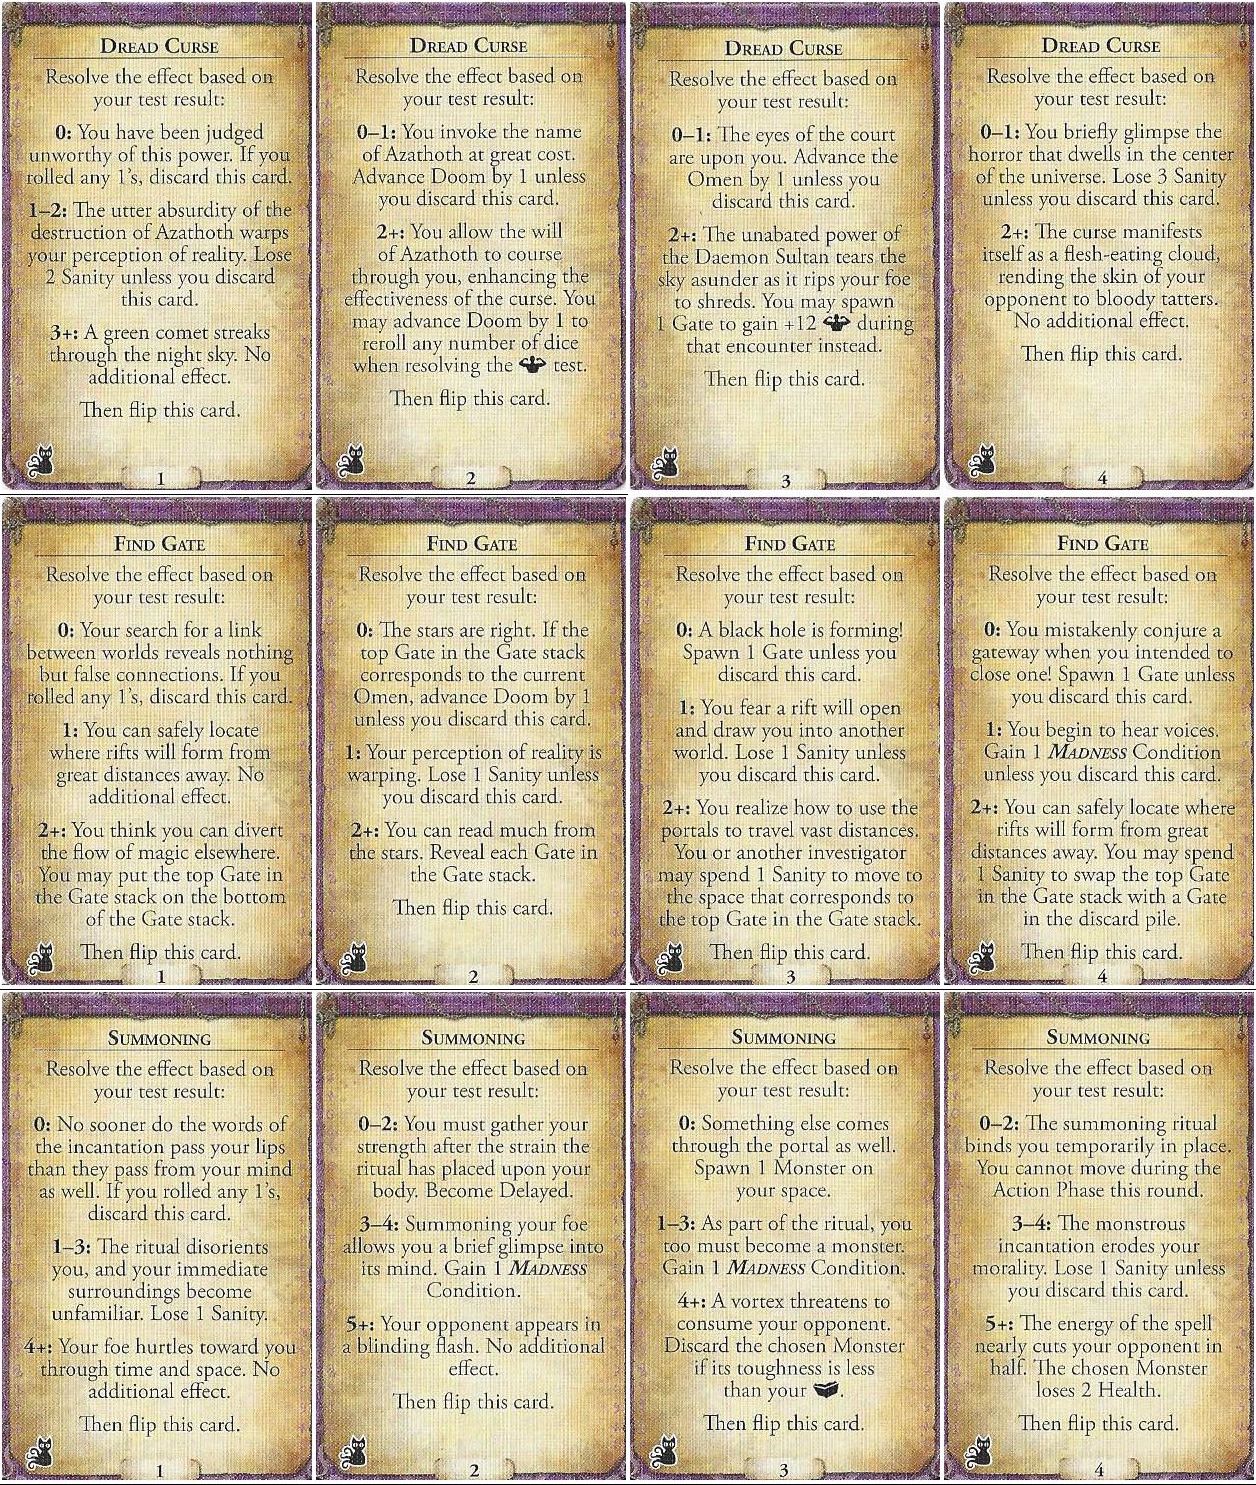 DREAD CURSE
Resolve the effect based on
your test result:
0: You have been judged
unworthy of this power. If you
rolled any 1's, discard this card.
1–2: The utter absurdity of the
destruction of Azathoth warps
your perception of reality. Lose
2 Sanity unless you discard
this card.
3+: A green comet streaks
through the night sky. No
additional effect.
Then flip this card.
1
DREAD CURSE
Resolve the effect based on
your test result:
0–1: You invoke the name
of Azathoth at great cost.
Advance Doom by 1 unless
you discard this card.
2+: You allow the will
of Azathoth to course
through you, enhancing the
effectiveness of the curse. You
may advance Doom by 1 to
reroll any number of dice
when resolving the test.
Then flip this card.
2
DREAD CURSE
Resolve the effect based on
your test result:
0–1: The eyes of the court
are upon you. Advance the
Omen by 1 unless you
discard this card.
2+: The unabated power of
the Daemon Sultan tears the
sky asunder as it rips your foe
to shreds. You may spawn
1 Gate to gain +12 during
that encounter instead.
Then flip this card.
3
DREAD CURSE
Resolve the effect based on
your test result:
0–1: You briefly glimpse the
horror that dwells in the center
of the universe. Lose 3 Sanity
unless you discard this card.
2+: The curse manifests
itself as a flesh-eating cloud,
rending the skin of your
opponent to bloody tatters.
No additional effect.
Then flip this card.
4
FIND GATE
Resolve the effect based on
your test result:
0: Your search for a link
between worlds reveals nothing
but false connections. If you
rolled any 1's, discard this card.
1: You can safely locate
where rifts will form from
great distances away. No
additional effect.
2+: You think you can divert
the flow of magic elsewhere.
You may put the top Gate in
the Gate stack on the bottom
of the Gate stack.
Then flip this card.
1
FIND GATE
Resolve the effect based on
your test result:
0: The stars are right. If the
top Gate in the Gate stack
corresponds to the current
Omen, advance Doom by 1
unless you discard this card.
1: Your perception of reality is
warping. Lose 1 Sanity unless
you discard this card.
2+: You can read much from
the stars. Reveal each Gate in
the Gate stack.
Then flip this card.
2
FIND GATE
Resolve the effect based on
your test result:
0: A black hole is forming!
Spawn 1 Gate unless you
discard this card.
1: You fear a rift will open
and draw you into another
world. Lose 1 Sanity unless
you discard this card.
2+: You realize how to use the
portals to travel vast distances.
You or another investigator
may spend 1 Sanity to move to
the space that corresponds to
the top Gate in the Gate stack.
Then flip this card.
3
FIND GATE
Resolve the effect based on
your test result:
0: You mistakenly conjure a
gateway when you intended to
close one! Spawn 1 Gate unless
you discard this card.
1: You begin to hear voices.
Gain 1 MADNESS Condition
unless you discard this card.
2+: You can safely locate where
rifts will form from great
distances away. You may spend
1 Sanity to swap the top Gate
in the Gate stack with a Gate
in the discard pile.
Then flip this card.
4
SUMMONING
Resolve the effect based on
your test result:
0: No sooner do the words of
the incantation pass your lips
than they pass from your mind
as well. If you rolled any 1's,
discard this card.
1–3: The ritual disorients
you, and your immediate
surroundings become
unfamiliar. Lose 1 Sanity.
4+: Your foe hurtles toward you
through time and space. No
additional effect.
Then flip this card.
1
SUMMONING
Resolve the effect based on
your test result:
0–2: You must gather your
strength after the strain the
ritual has placed upon your
body. Become Delayed.
3–4: Summoning your foe
allows you a brief glimpse into
its mind. Gain 1 MADNESS
Condition.
5+: Your opponent appears in
a blinding flash. No additional
effect.
Then flip this card.
2
SUMMONING
Resolve the effect based on
your test result:
0: Something else comes
through the portal as well.
Spawn 1 Monster on
your space.
1–3: As part of the ritual, you
too must become a monster.
Gain 1 MADNESS Condition.
4+: A vortex threatens to
consume your opponent.
Discard the chosen Monster
if its toughness is less
than your .
Then flip this card.
3
SUMMONING
Resolve the effect based on
your test result:
0–2: The summoning ritual
binds you temporarily in place.
You cannot move during the
Action Phase this round.
3–4: The monstrous
incantation erodes your
morality. Lose 1 Sanity unless
you discard this card.
5+: The energy of the spell
nearly cuts your opponent in
half. The chosen Monster
loses 2 Health.
Then flip this card.
4